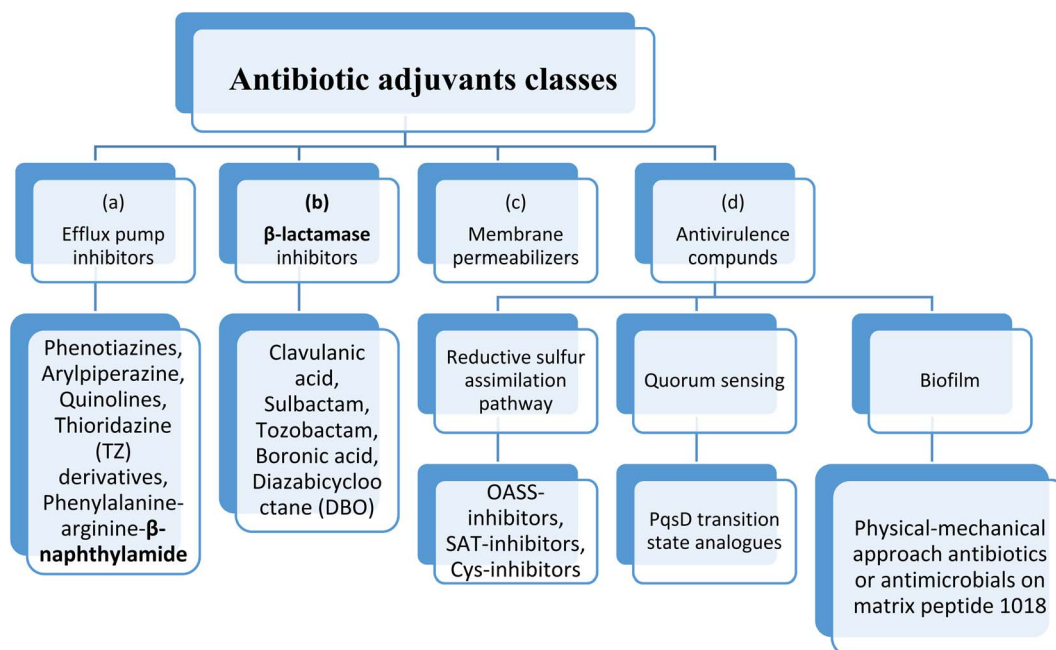 Antibiotic adjuvants classes
(a)
Efflux pump
inhibitors
(b)
β-lactamase
inhibitors
(c)
Membrane
permeabilizers
(d)
Antivirulence
compunds
Phenotiazines,
Arylpiperazine,
Quinolines,
Thioridazine
(TZ)
derivatives,
Phenylalanine-
arginine-β-
naphthylamide
Clavulanic
acid,
Sulbactam,
Tozobactam,
Boronic acid,
Diazabicycloo
ctane (DBO)
Reductive sulfur
assimilation
pathway
Quorum sensing
Biofilm
OASS-
inhibitors,
SAT-inhibitors,
Cys-inhibitors
PqsD transition
state analogues
Physical-mechanical
approach antibiotics
or antimicrobials on
matrix peptide 1018